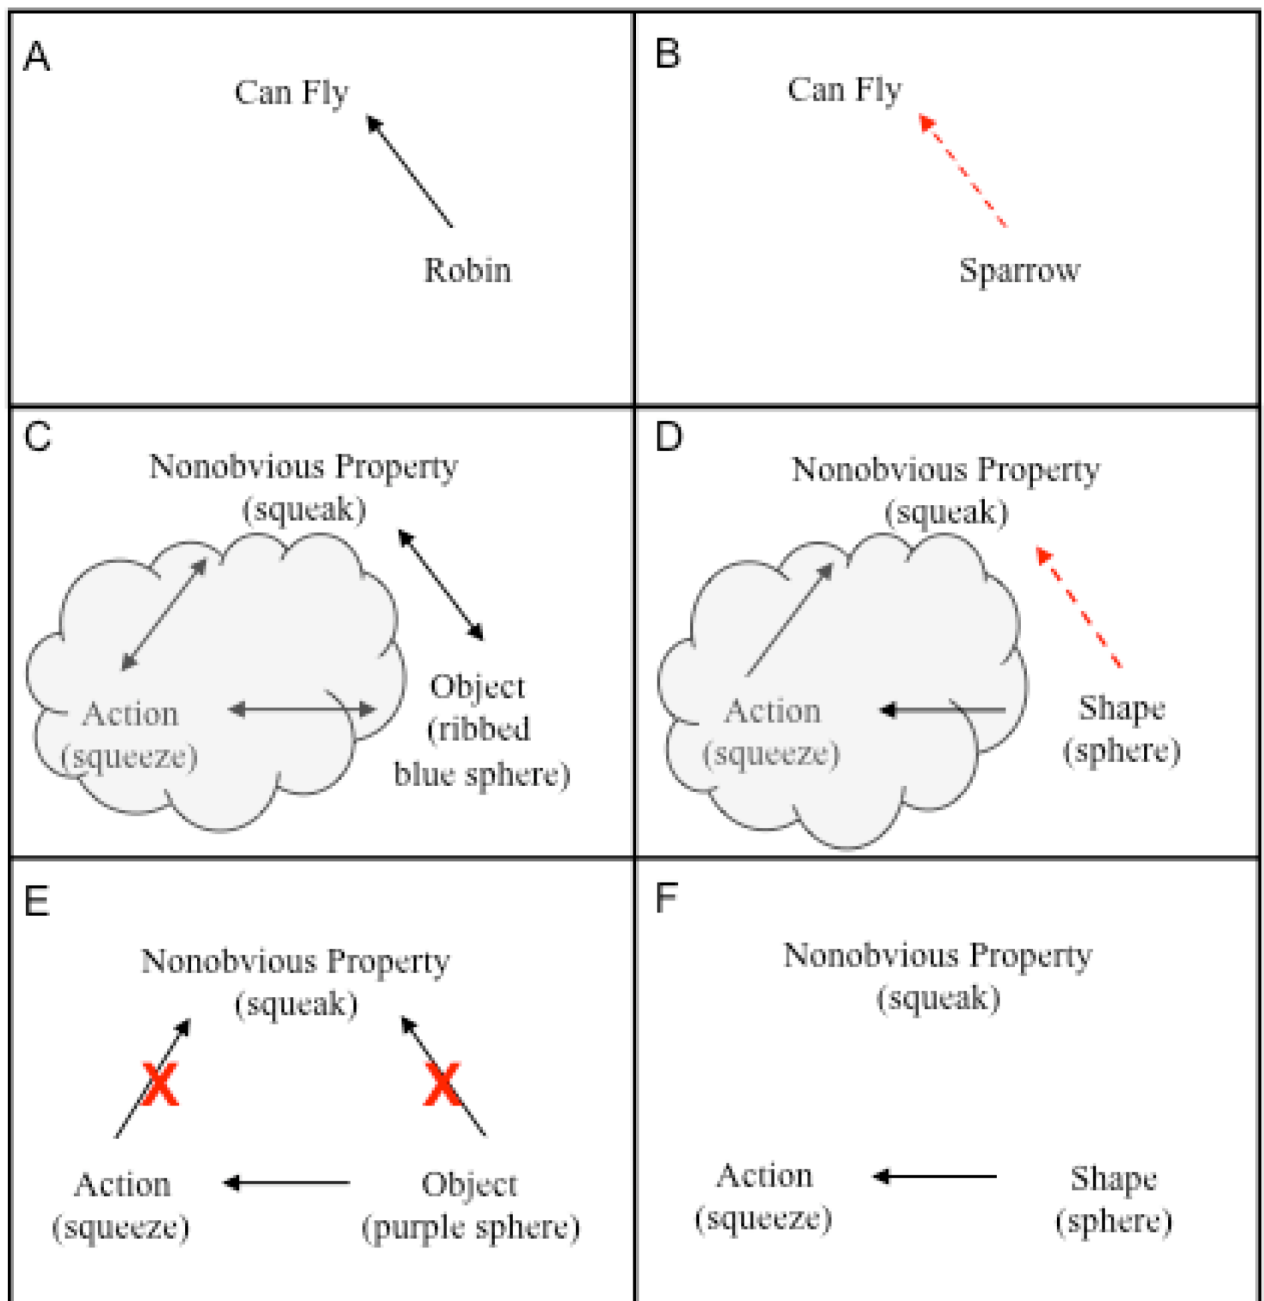 A
Can Fly
Robin
B
Can Fly
Sparrow
C
Nonobvious Property
(squeak)
Action
(squeeze)
Object
(ribbed
blue sphere)
D
Nonobvious Property
(squeak)
Action
(squeeze)
Shape
(sphere)
E
Nonobvious Property
(squeak)
X
X
Action
(squeeze)
Object
(purple sphere)
F
Nonobvious Property
(squeak)
Action
(squeeze)
Shape
(sphere)